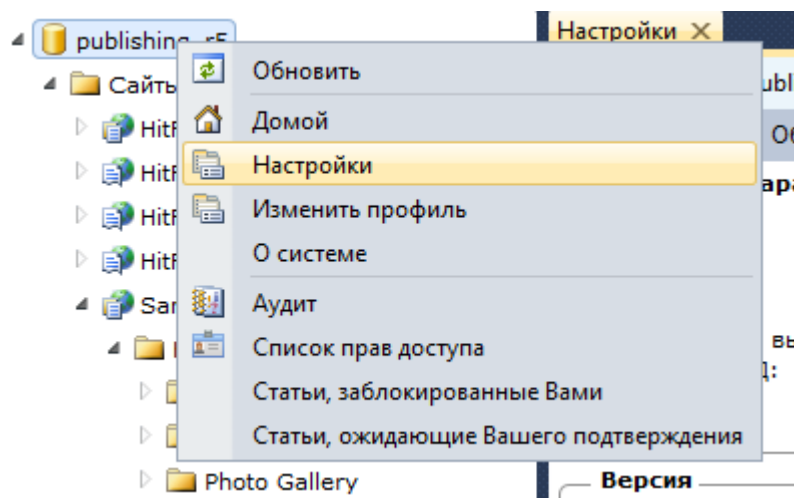 publishing_r5
Настройки
Сайты
Обновить
Домой
Настройки
Изменить профиль
О системе
Аудит
Список прав доступа
Статьи, заблокированные Вами
Статьи, ожидающие Вашего подтверждения
Photo Gallery
Версия